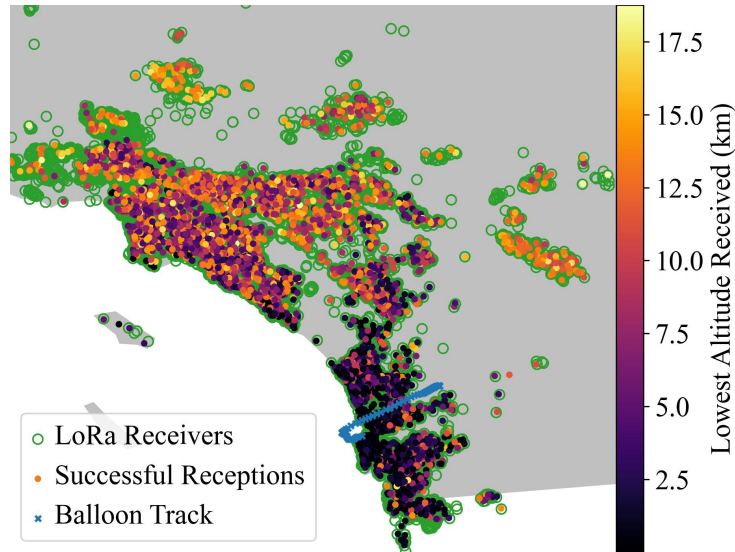 LoRa Receivers
Successful Receptions
Balloon Track
17.5
15.0
12.5
10.0
7.5
5.0
2.5
Lowest Altitude Received (km)